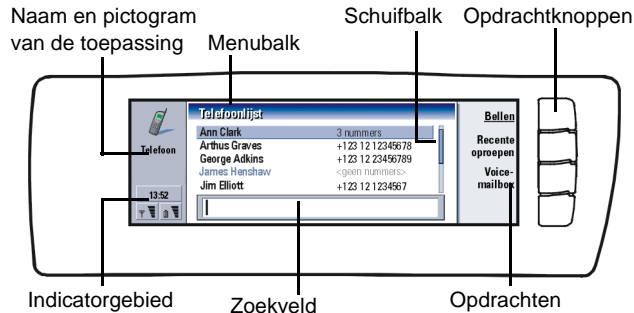 Naam en pictogram
van de toepassing
Menubalk
Schuifbalk
Opdrachtknoppen
Telefoon
13:52
Telefoonlijst
Ann Clark 3 nummers
Arthus Graves +123 12 12345678
George Adkins +123 12 23456789
James Henshaw <geen nummers>
Jim Elliott +123 12 1234567
Bellen
Recente
oproepen
Voice-
mailbox
Indicatorgebied
Zoekveld
Opdrachten